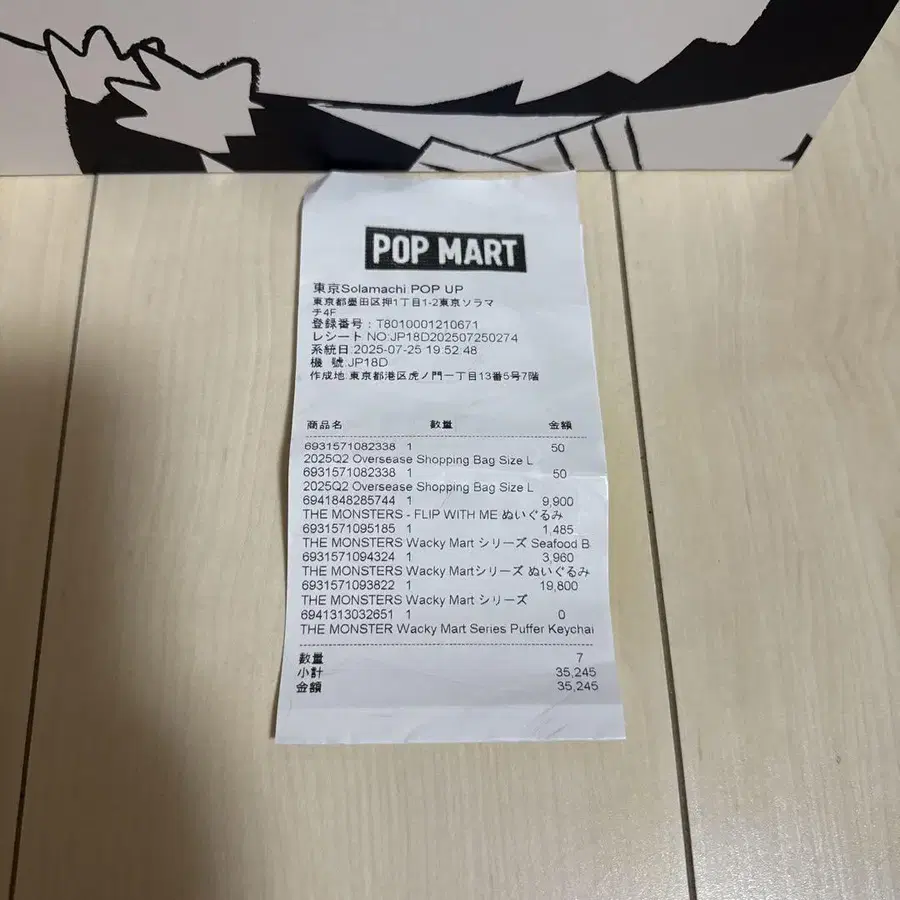 POP MART
東京Solamachi POP UP
東京都墨田区押1丁目1-2東京ソラマ
チ4F
登録番号：T8010001210671
レシート NO:JP18D202507250274
系統日:2025-07-25 19:52:48
機 號:JP18D
作成地:東京都港区虎ノ門一丁目13番5号7階
商品名 數量 金額
6931571082338 1 50
2025Q2 Oversease Shopping Bag Size L
6931571082338 1 50
2025Q2 Oversease Shopping Bag Size L
6941848285744 1 9,900
THE MONSTERS - FLIP WITH ME ぬいぐるみ
6931571095185 1 1,485
THE MONSTERS Wacky Mart シリーズ Seafood B
6931571094324 1 3,960
THE MONSTERS Wacky Martシリーズ ぬいぐるみ
6931571093822 1 19,800
THE MONSTERS Wacky Mart シリーズ
6941313032651 1 0
THE MONSTER Wacky Mart Series Puffer Keychai
數量 7
小計 35,245
金額 35,245